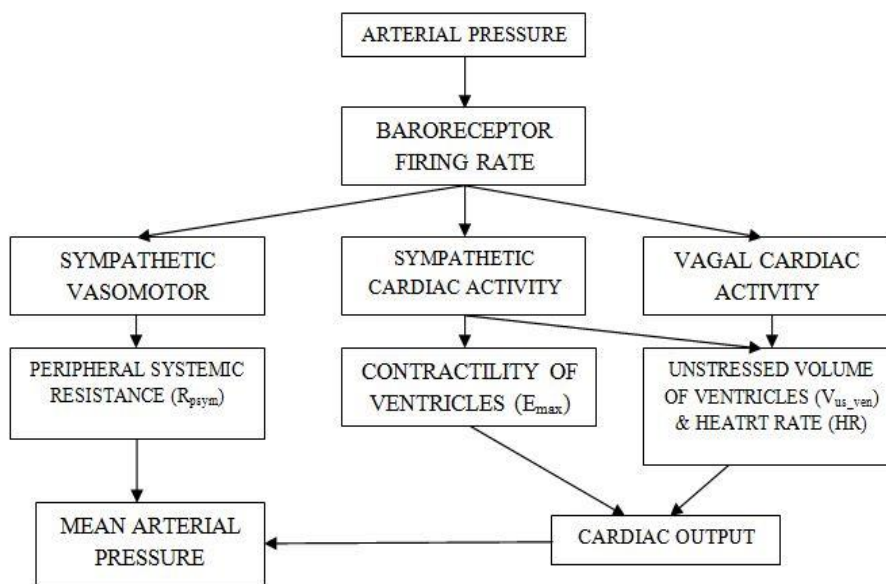 ARTERIAL PRESSURE
BARORECEPTOR
FIRING RATE
SYMPATHETIC
VASOMOTOR
SYMPATHETIC
CARDIAC ACTIVITY
VAGAL CARDIAC
ACTIVITY
PERIPHERAL SYSTEMIC
RESISTANCE (Rpsym)
CONTRACTILITY OF
VENTRICLES (Emax)
UNSTRESSED VOLUME
OF VENTRICLES (Vus_ven)
& HEATRT RATE (HR)
MEAN ARTERIAL
PRESSURE
CARDIAC OUTPUT